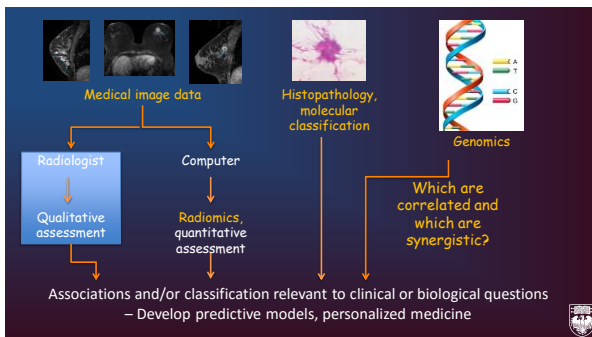 Medical image data
Histopathology,
molecular
classification
A
T
C
G
Genomics
Radiologist
Computer
Qualitative
assessment
Radiomics,
quantitative
assessment
Which are
correlated and
which are
synergistic?
Associations and/or classification relevant to clinical or biological questions
– Develop predictive models, personalized medicine